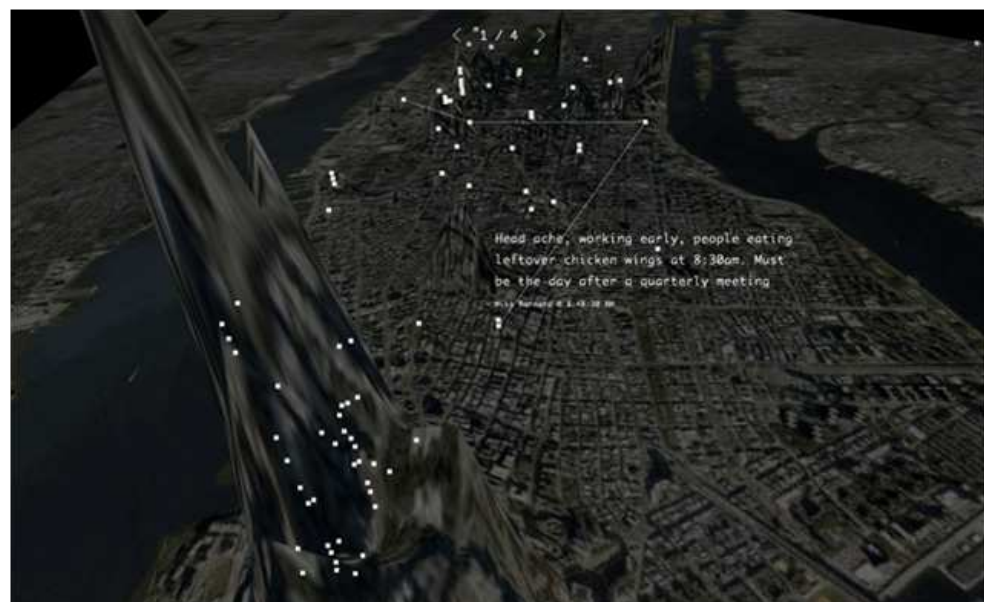 < 1 / 4 >
Head ache, working early, people eating
leftover chicken wings at 8:30am. Must
be the day after a quarterly meeting